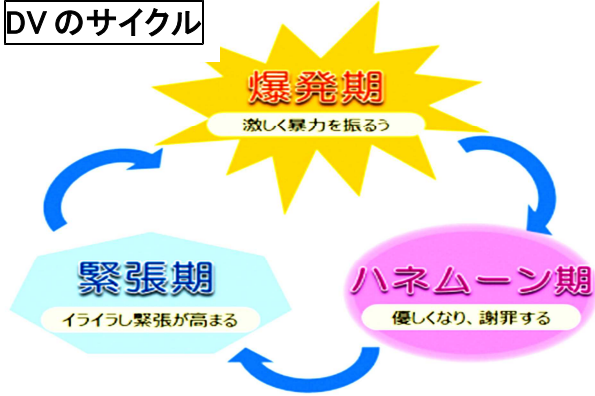 DVのサイクル
爆発期
激しく暴力を振るう
緊張期
イライラし緊張が高まる
ハネムーン期
優しくなり、謝罪する